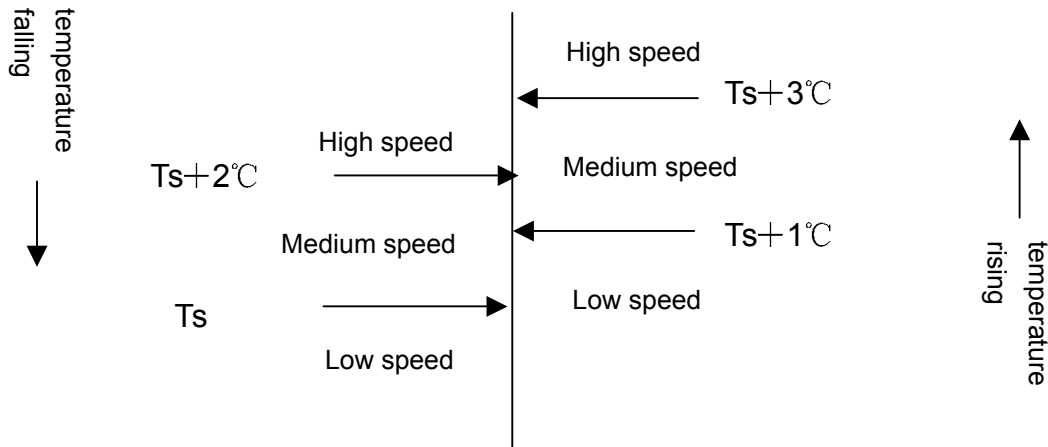 temperature
falling
High speed
Ts+3℃
High speed
Ts+2℃
Medium speed
Medium speed
Ts+1℃
Ts
Low speed
Low speed
temperature
rising